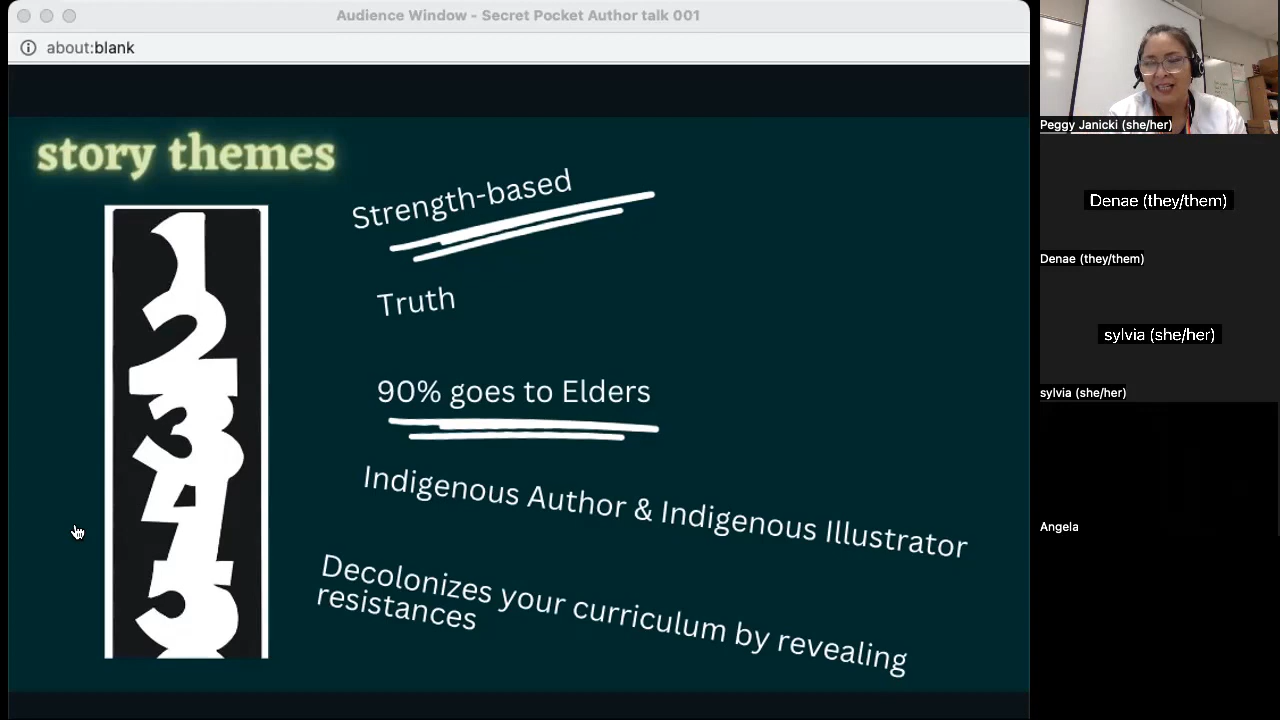 Audience Window - Secret Pocket Author talk 001
about:blank
story themes
1
2
3
4
5
Strength-based
Truth
90% goes to Elders
Indigenous Author & Indigenous Illustrator
Decolonizes your curriculum by revealing
resistances
Peggy Janicki (she/her)
Denae (they/them)
Denae (they/them)
sylvia (she/her)
sylvia (she/her)
Angela